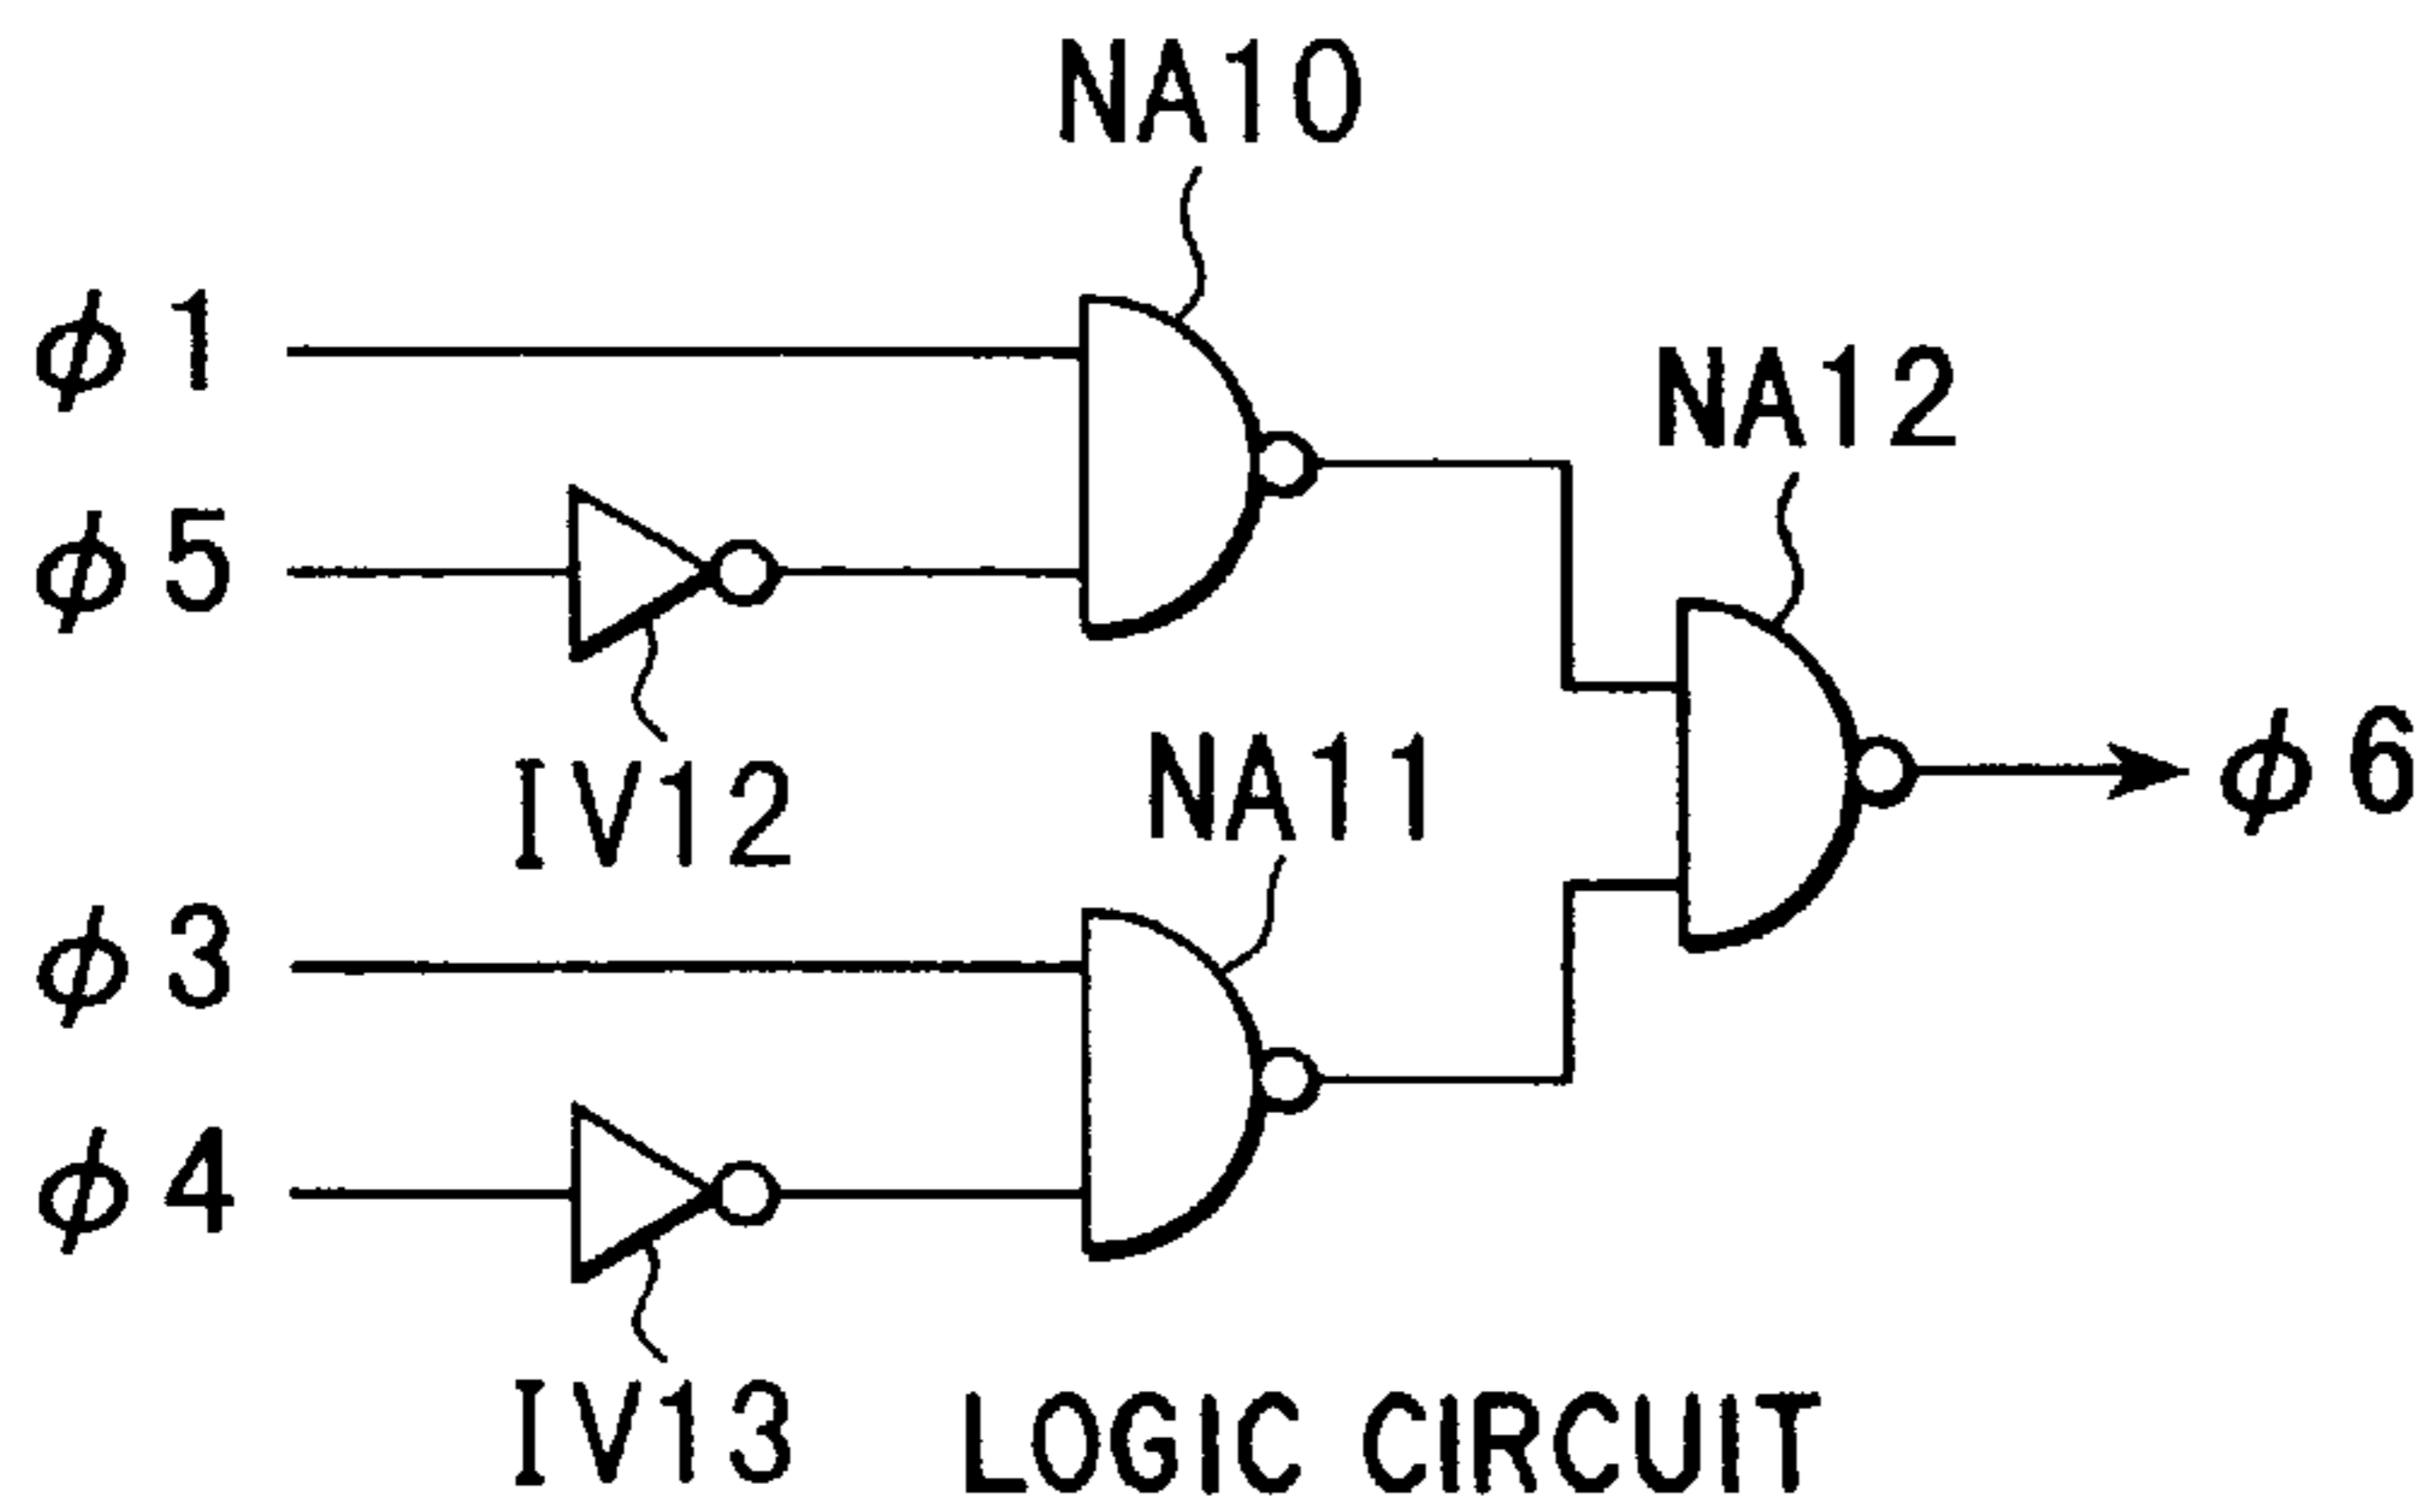 NA10
ϕ1
NA12
ϕ5
IV12
NA11
ϕ6
ϕ3
ϕ4
IV13
LOGIC CIRCUIT